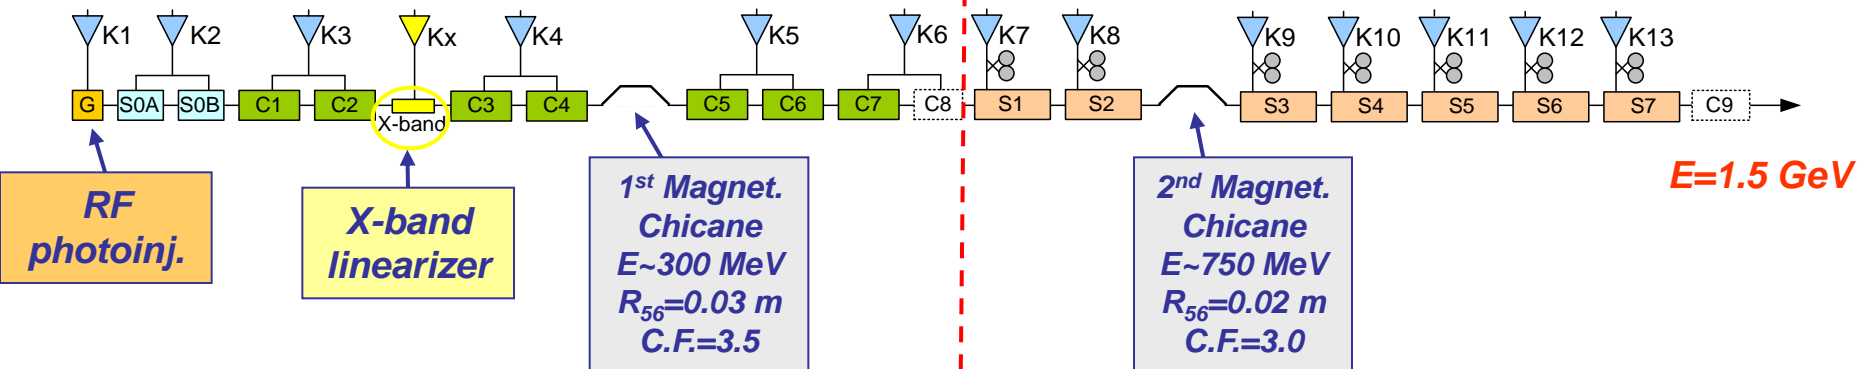 K1 K2 K3 Kx K4 K5 K6 K7 K8 K9 K10 K11 K12 K13
G S0A S0B C1 C2 X-band C3 C4 C5 C6 C7 C8 S1 S2 S3 S4 S5 S6 S7 C9
RF
photoinj.
X-band
linearizer
1st Magnet.
Chicane
E~300 MeV
R56=0.03 m
C.F.=3.5
2nd Magnet.
Chicane
E~750 MeV
R56=0.02 m
C.F.=3.0
E=1.5 GeV